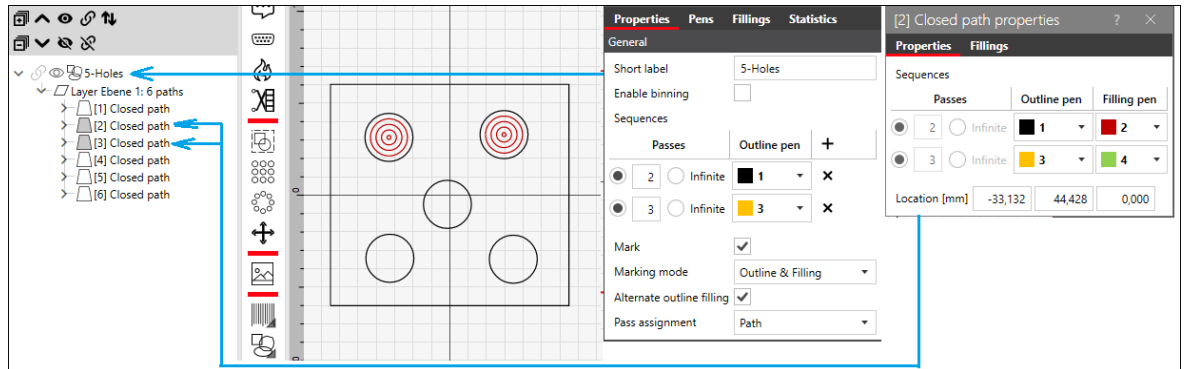 5-Holes
Layer Ebene 1: 6 paths
[1] Closed path
[2] Closed path
[3] Closed path
[4] Closed path
[5] Closed path
[6] Closed path
0
Properties Pens Fillings Statistics
General
Short label 5-Holes
Enable binning
Sequences
Passes Outline pen +
2 Infinite 1 ×
3 Infinite 3 ×
Mark
Marking mode Outline & Filling
Alternate outline filling
Pass assignment Path
[2] Closed path properties ? ×
Properties Fillings
Sequences
Passes Outline pen Filling pen
2 Infinite 1 2
3 Infinite 3 4
Location [mm] -33,132 44,428 0,000